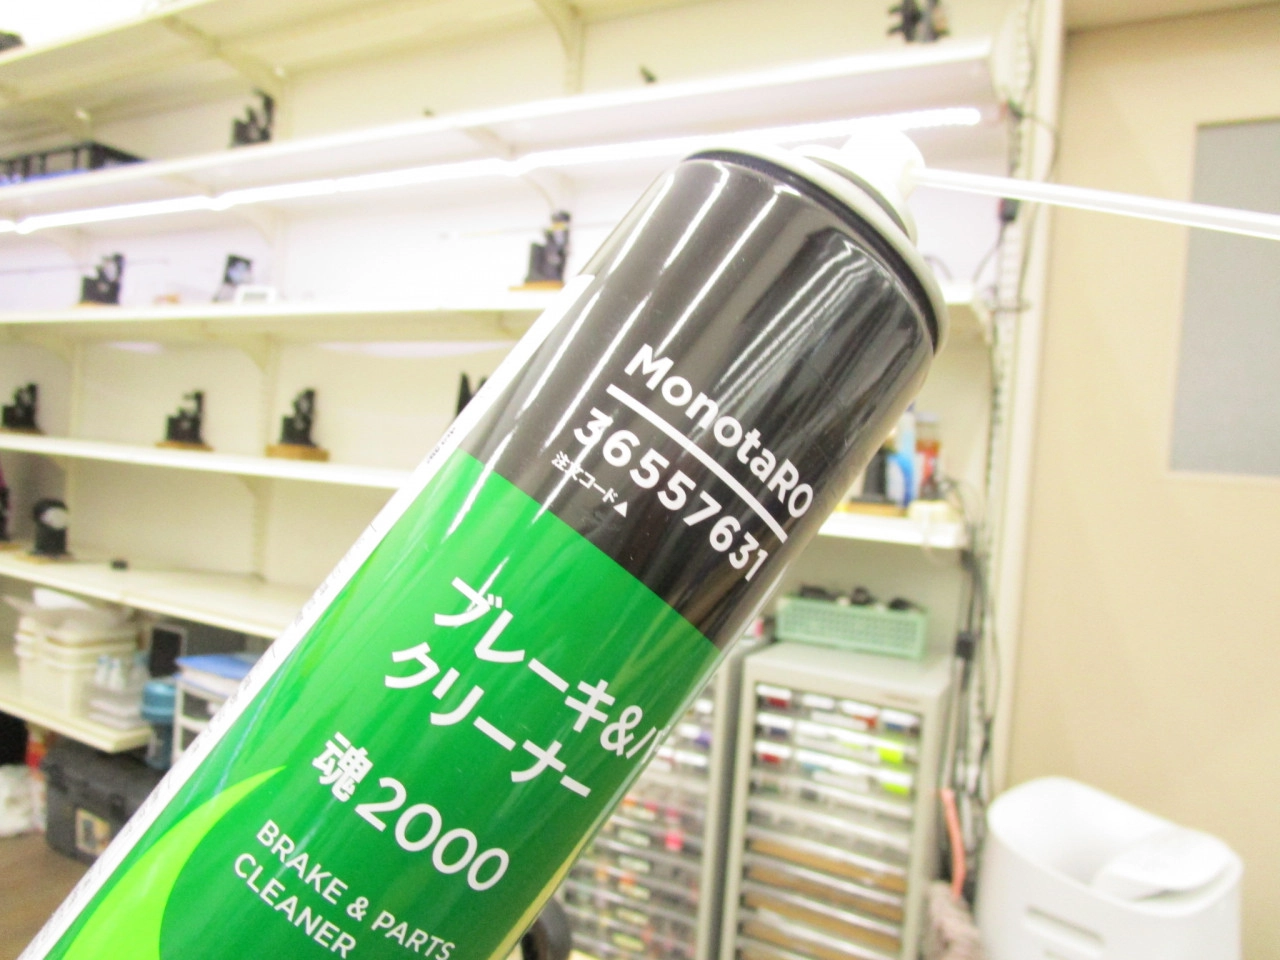 MonotaRO
36557631
注文コード▲
ブレーキ&パ
クリーナー
魂2000
BRAKE & PARTS
CLEANER